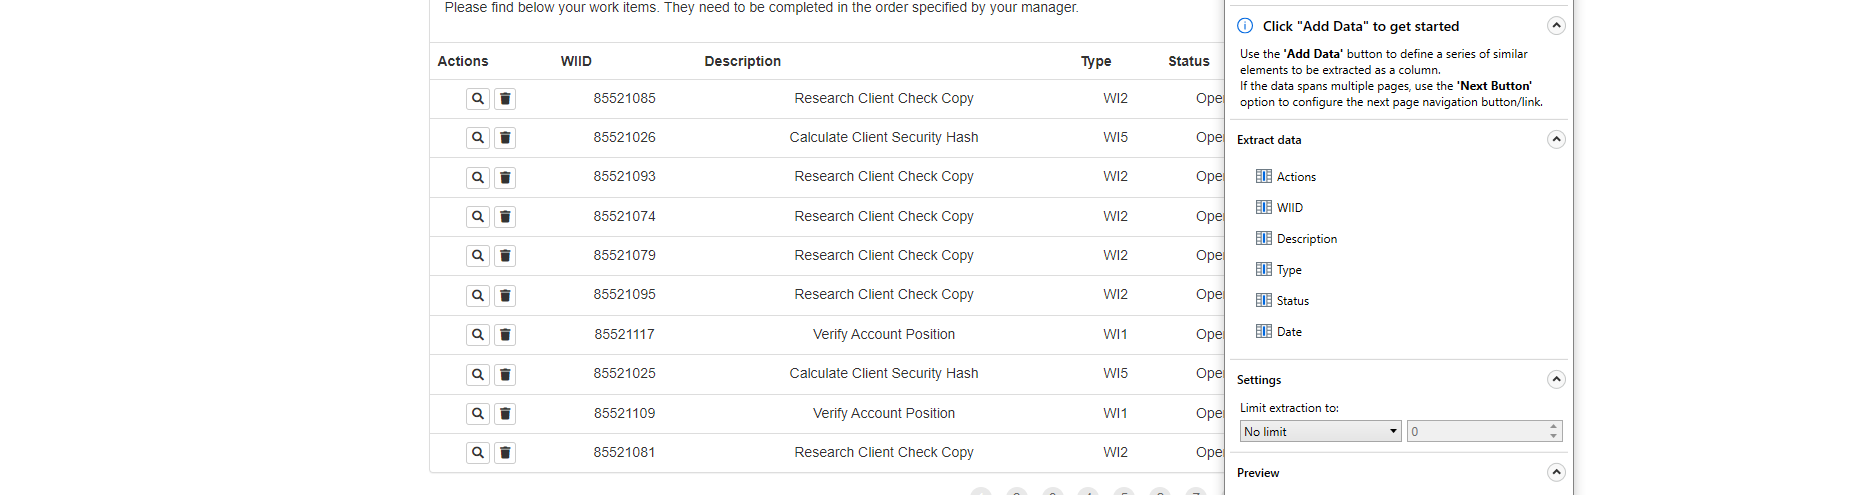 Please find below your work items. They need to be completed in the order specified by your manager.
Actions WIID Description Type Status
85521085 Research Client Check Copy WI2 Ope
85521026 Calculate Client Security Hash WI5 Ope
85521093 Research Client Check Copy WI2 Ope
85521074 Research Client Check Copy WI2 Ope
85521079 Research Client Check Copy WI2 Ope
85521095 Research Client Check Copy WI2 Ope
85521117 Verify Account Position WI1 Ope
85521025 Calculate Client Security Hash WI5 Ope
85521109 Verify Account Position WI1 Ope
85521081 Research Client Check Copy WI2 Ope
Click "Add Data" to get started
Use the 'Add Data' button to define a series of similar
elements to be extracted as a column.
If the data spans multiple pages, use the 'Next Button'
option to configure the next page navigation button/link.
Extract data
Actions
WIID
Description
Type
Status
Date
Settings
Limit extraction to:
No limit 0
Preview